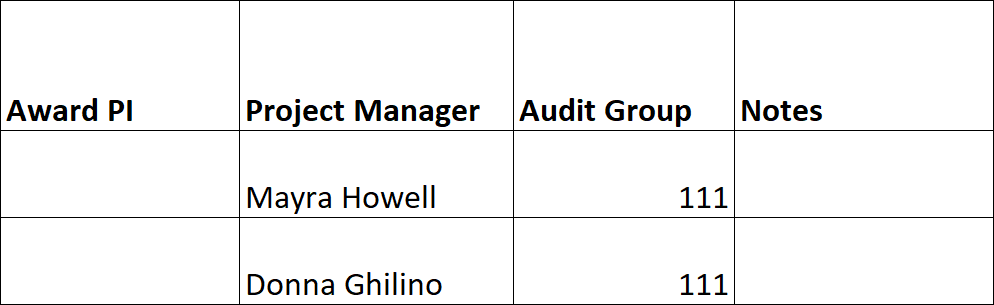 Award PI Project Manager Audit Group Notes
Mayra Howell 111
Donna Ghilino 111